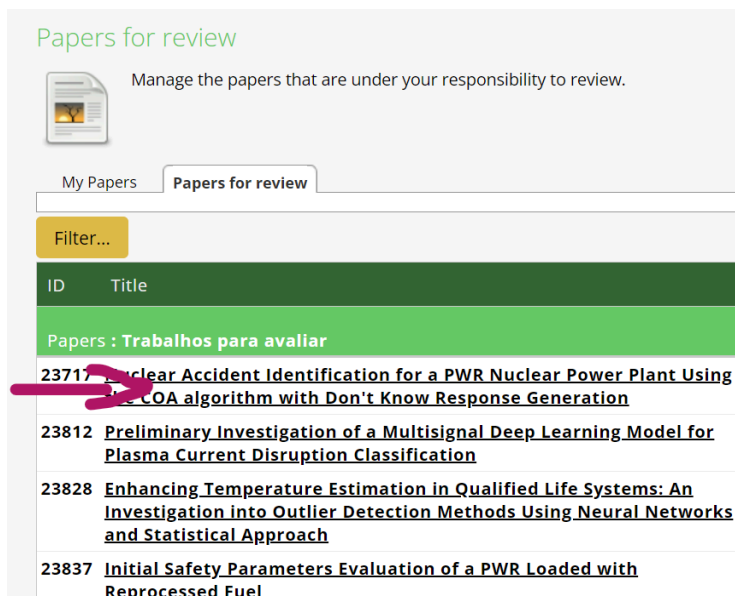 Papers for review
Manage the papers that are under your responsibility to review.
My Papers
Papers for review
Filter...
ID Title
Papers : Trabalhos para avaliar
23717 Nuclear Accident Identification for a PWR Nuclear Power Plant Using
the COA algorithm with Don't Know Response Generation
23812 Preliminary Investigation of a Multisignal Deep Learning Model for
Plasma Current Disruption Classification
23828 Enhancing Temperature Estimation in Qualified Life Systems: An
Investigation into Outlier Detection Methods Using Neural Networks
and Statistical Approach
23837 Initial Safety Parameters Evaluation of a PWR Loaded with
Reprocessed Fuel